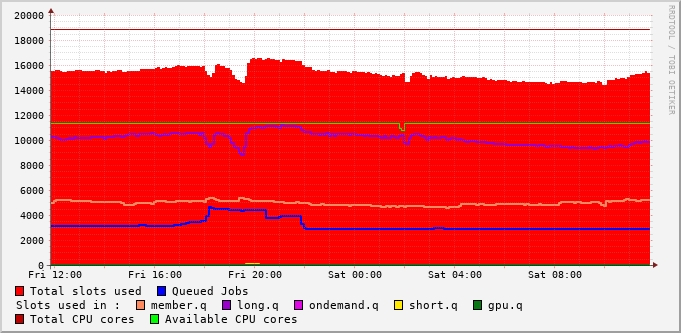 RRDTOOL / TOBI OETIKER
20000
18000
16000
14000
12000
10000
8000
6000
4000
2000
0
Fri 12:00 Fri 16:00 Fri 20:00 Sat 00:00 Sat 04:00 Sat 08:00
Total slots used Queued Jobs
Slots used in : member.q long.q ondemand.q short.q gpu.q
Total CPU cores Available CPU cores